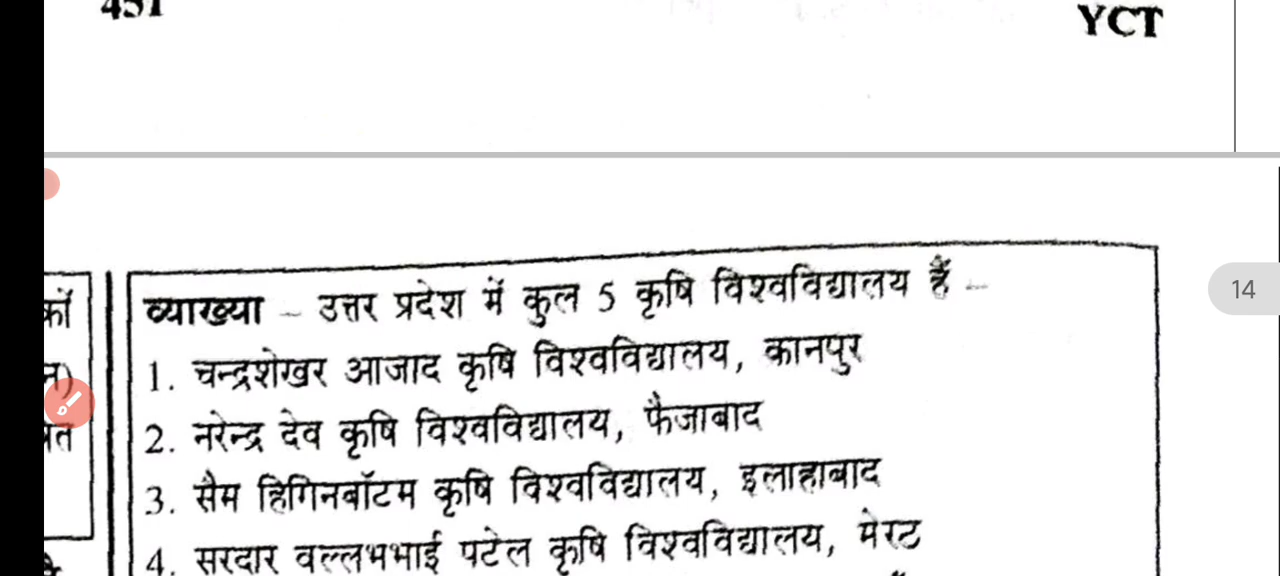 451
YCT
14
व्याख्या – उत्तर प्रदेश में कुल 5 कृषि विश्वविद्यालय हैं –
1. चन्द्रशेखर आजाद कृषि विश्वविद्यालय, कानपुर
2. नरेन्द्र देव कृषि विश्वविद्यालय, फैजाबाद
3. सैम हिगिनबॉटम कृषि विश्वविद्यालय, इलाहाबाद
4. सरदार वल्लभभाई पटेल कृषि विश्वविद्यालय, मेरठ